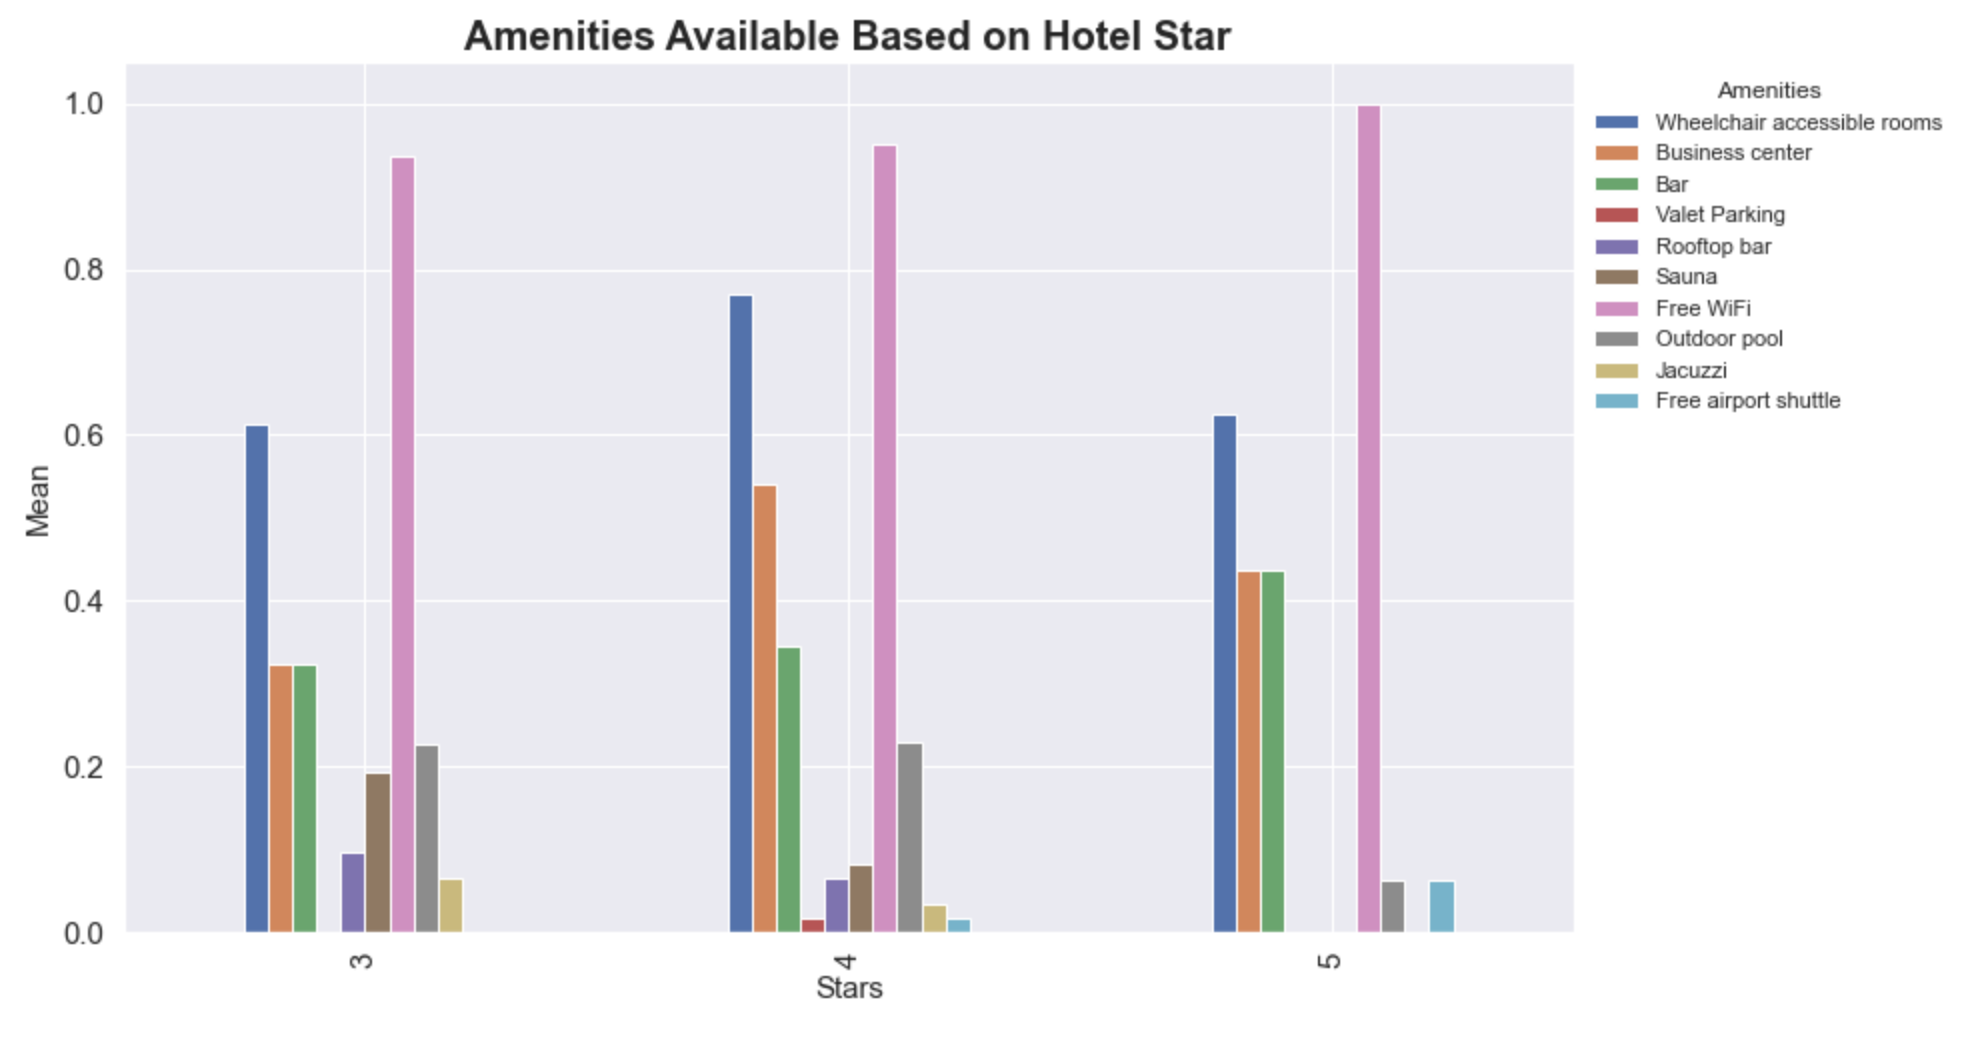 Amenities Available Based on Hotel Star
1.0
0.8
0.6
0.4
0.2
0.0
Mean
3
4
5
Stars
Amenities
Wheelchair accessible rooms
Business center
Bar
Valet Parking
Rooftop bar
Sauna
Free WiFi
Outdoor pool
Jacuzzi
Free airport shuttle